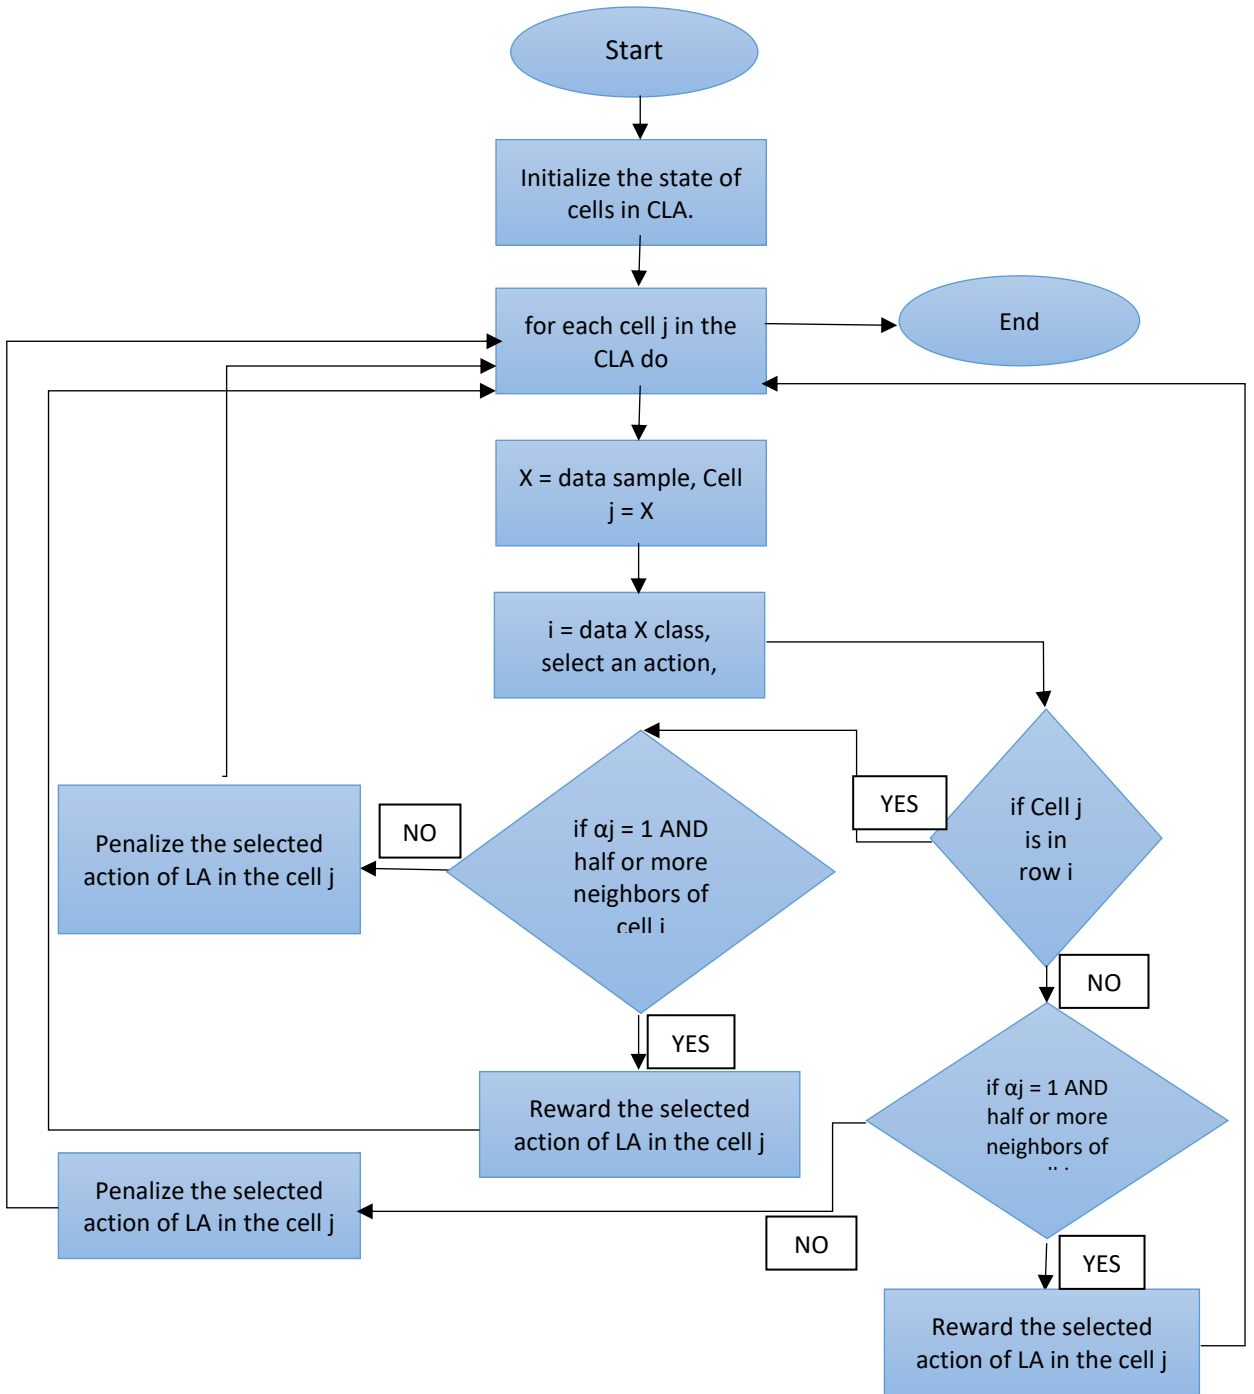 Start
Initialize the state of
cells in CLA.
for each cell j in the
CLA do
End
X = data sample, Cell
j = X
i = data X class,
select an action,
if Cell j
is in
row i
YES
NO
if αj = 1 AND
half or more
neighbors of
NO
Penalize the selected
action of LA in the cell j
YES
Reward the selected
action of LA in the cell j
if αj = 1 AND
half or more
neighbors of
NO
Penalize the selected
action of LA in the cell j
YES
Reward the selected
action of LA in the cell j